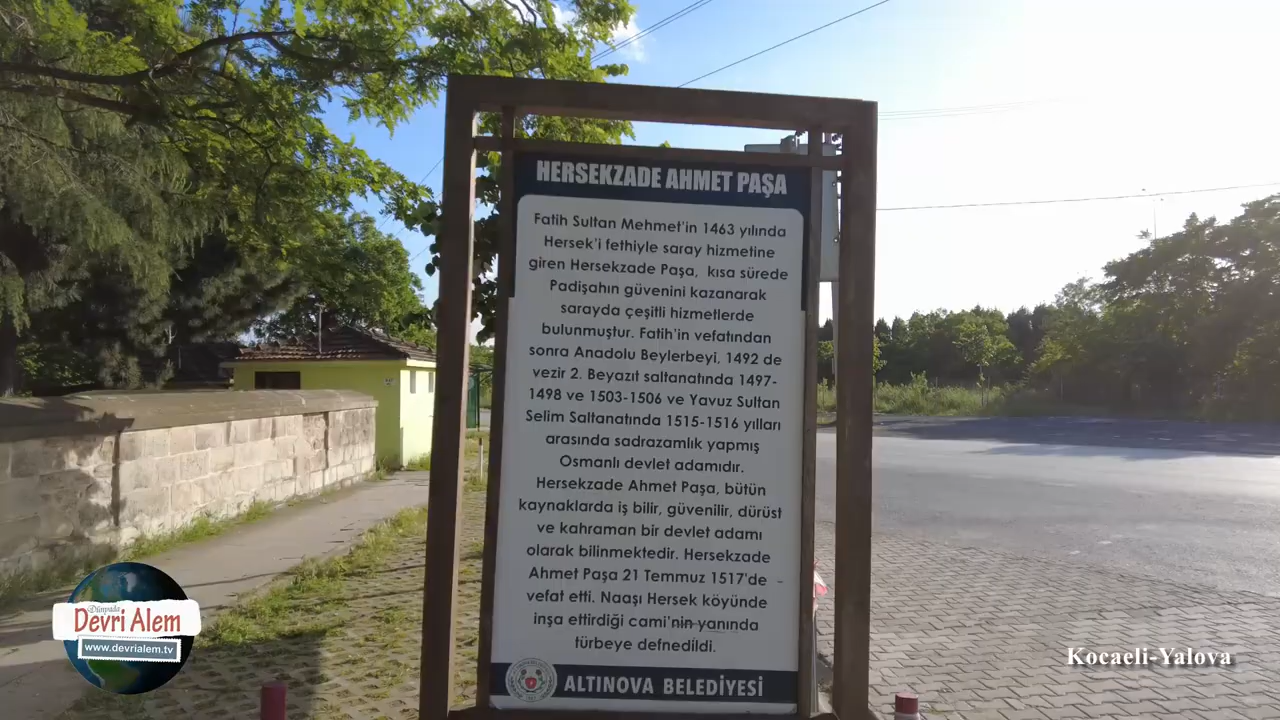 HERSEKZADE AHMET PAŞA
Fatih Sultan Mehmet'in 1463 yılında
Hersek'i fethiyle saray hizmetine
giren Hersekzade Paşa, kısa sürede
Padişahın güvenini kazanarak
sarayda çeşitli hizmetlerde
bulunmuştur. Fatih'in vefatından
sonra Anadolu Beylerbeyi, 1492 de
vezir 2. Beyazıt saltanatında 1497-
1498 ve 1503-1506 ve Yavuz Sultan
Selim Saltanatında 1515-1516 yılları
arasında sadrazamlık yapmış
Osmanlı devlet adamıdır.
Hersekzade Ahmet Paşa, bütün
kaynaklarda iş bilir, güvenilir, dürüst
ve kahraman bir devlet adamı
olarak bilinmektedir. Hersekzade
Ahmet Paşa 21 Temmuz 1517'de
vefat etti. Naaşı Hersek köyünde
inşa ettirdiği cami'nin yanında
türbeye defnedildi.
ALTINOVA BELEDİYESİ
Dünyada
Devri Alem
www.devrialem.tv
Kocaeli-Yalova